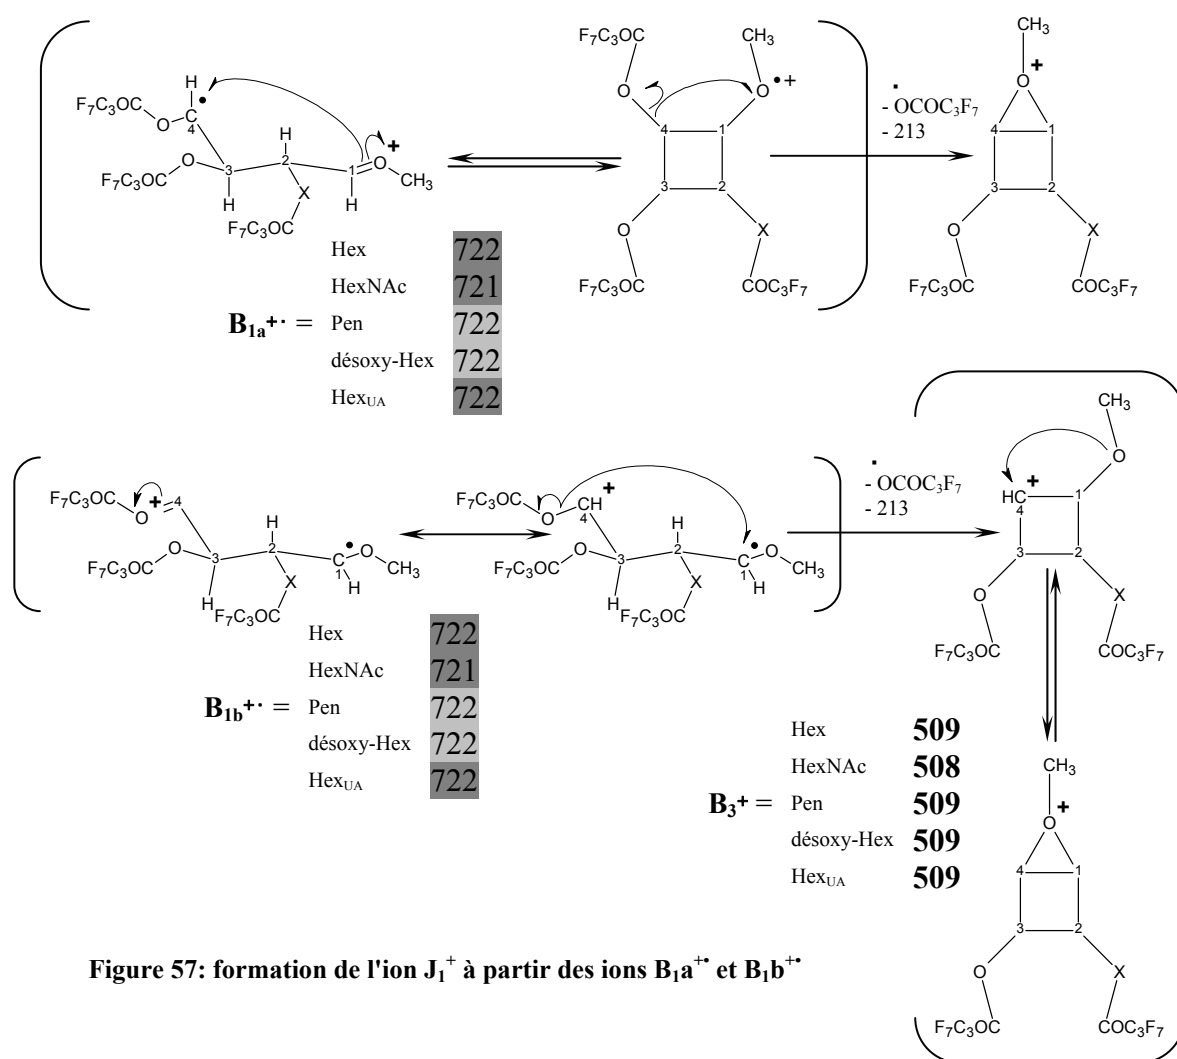 F₇C₃OC
CH₃
CH₃
H
F₇C₃OC
O
C
4
•
O
O
•+
- •OCOC₃F₇
- 213
O
+
F₇C₃OC
O
3
H
2
H
1
O
+
CH₃
H
X
F₇C₃OC
4
1
3
2
O
X
F₇C₃OC
COC₃F₇
4
1
3
2
O
X
F₇C₃OC
COC₃F₇
B₁ₐ⁺· =
Hex 722
HexNAc 721
Pen 722
désoxy-Hex 722
Hex_UA 722
F₇C₃OC
O
+
4
F₇C₃OC
O
3
H
2
H
C
•
1
H
O
CH₃
X
F₇C₃OC
F₇C₃OC
O
CH
+
4
F₇C₃OC
O
3
H
2
H
C
•
1
H
O
CH₃
X
F₇C₃OC
- •OCOC₃F₇
- 213
CH₃
O
HC
+
4
1
3
2
O
X
F₇C₃OC
COC₃F₇
B₁b⁺· =
Hex 722
HexNAc 721
Pen 722
désoxy-Hex 722
Hex_UA 722
B₃⁺ =
Hex 509
HexNAc 508
Pen 509
désoxy-Hex 509
Hex_UA 509
CH₃
O
+
4
1
3
2
O
X
F₇C₃OC
COC₃F₇
Figure 57: formation de l'ion J₁⁺ à partir des ions B₁a⁺• et B₁b⁺•